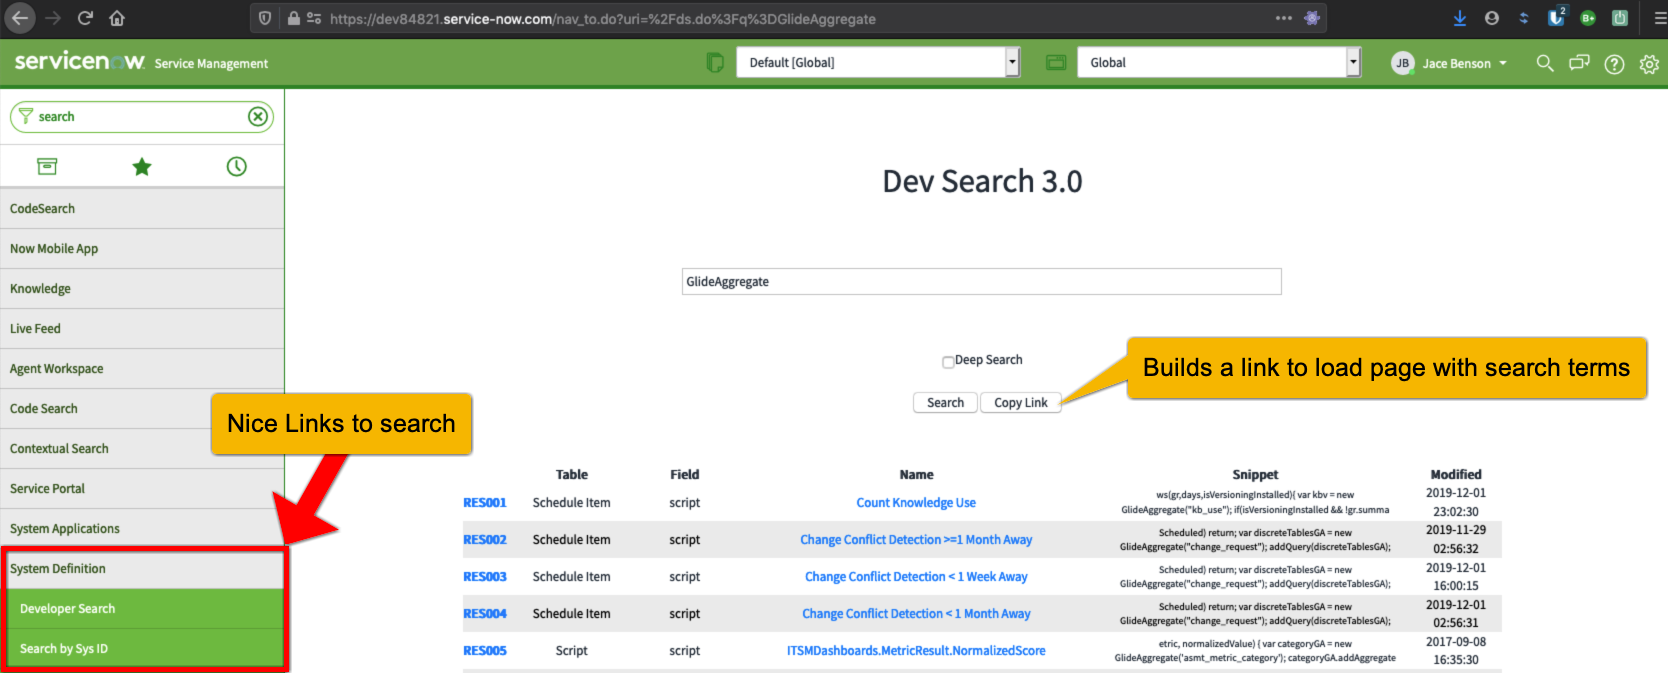 https://dev84821.service-now.com/nav_to.do?uri=%2Fds.do%3Fq%3DGlideAggregate
2
B+
servicenow Service Management
Default [Global]
Global
JB Jace Benson
search
CodeSearch
Now Mobile App
Knowledge
Live Feed
Agent Workspace
Code Search
Contextual Search
Service Portal
System Applications
System Definition
Developer Search
Search by Sys ID
Nice Links to search
Dev Search 3.0
GlideAggregate
Deep Search
Search Copy Link
Builds a link to load page with search terms
Table Field Name Snippet Modified
RES001 Schedule Item script Count Knowledge Use ws(gr,days,isVersioningInstalled){ var kbv = new 2019-12-01
GlideAggregate("kb_use"); if(isVersioningInstalled && !gr.summa 23:02:30
RES002 Schedule Item script Change Conflict Detection >=1 Month Away Scheduled) return; var discreteTablesGA = new 2019-11-29
GlideAggregate("change_request"); addQuery(discreteTablesGA); 02:56:32
RES003 Schedule Item script Change Conflict Detection < 1 Week Away Scheduled) return; var discreteTablesGA = new 2019-12-01
GlideAggregate("change_request"); addQuery(discreteTablesGA); 16:00:15
RES004 Schedule Item script Change Conflict Detection < 1 Month Away Scheduled) return; var discreteTablesGA = new 2019-12-01
GlideAggregate("change_request"); addQuery(discreteTablesGA); 02:56:31
RES005 Script script ITSMDashboards.MetricResult.NormalizedScore etric, normalizedValue) { var categoryGA = new 2017-09-08
GlideAggregate('asmt_metric_category'); categoryGA.addAggregate 16:35:30